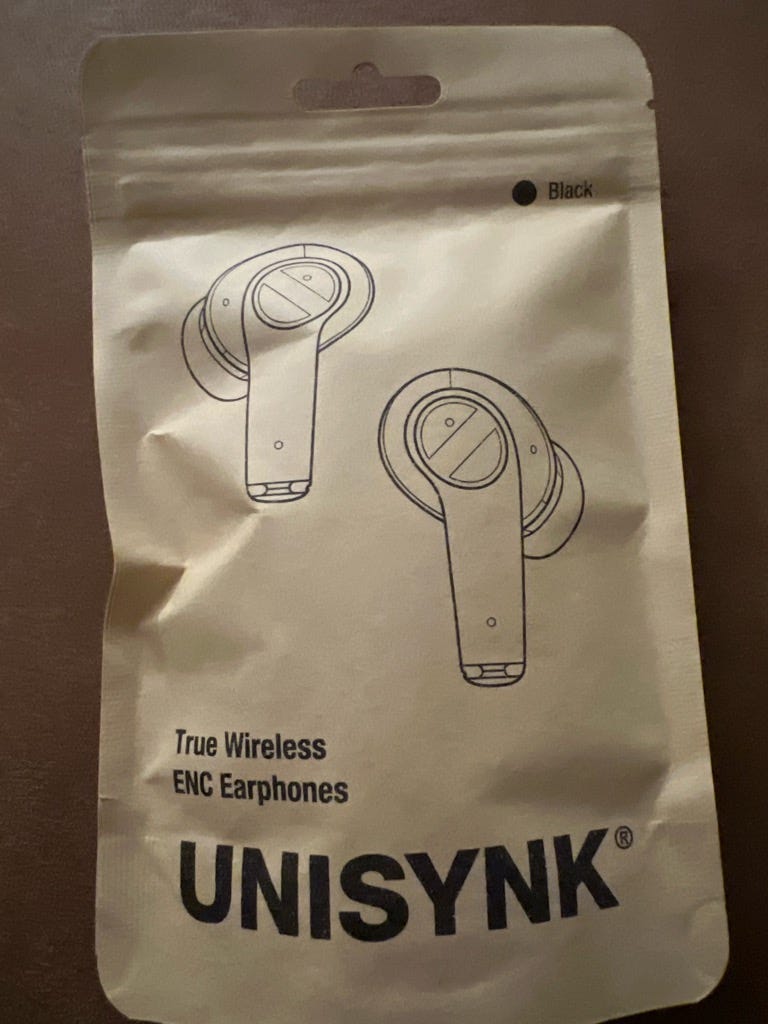 Black
True Wireless
ENC Earphones
UNISYNK®